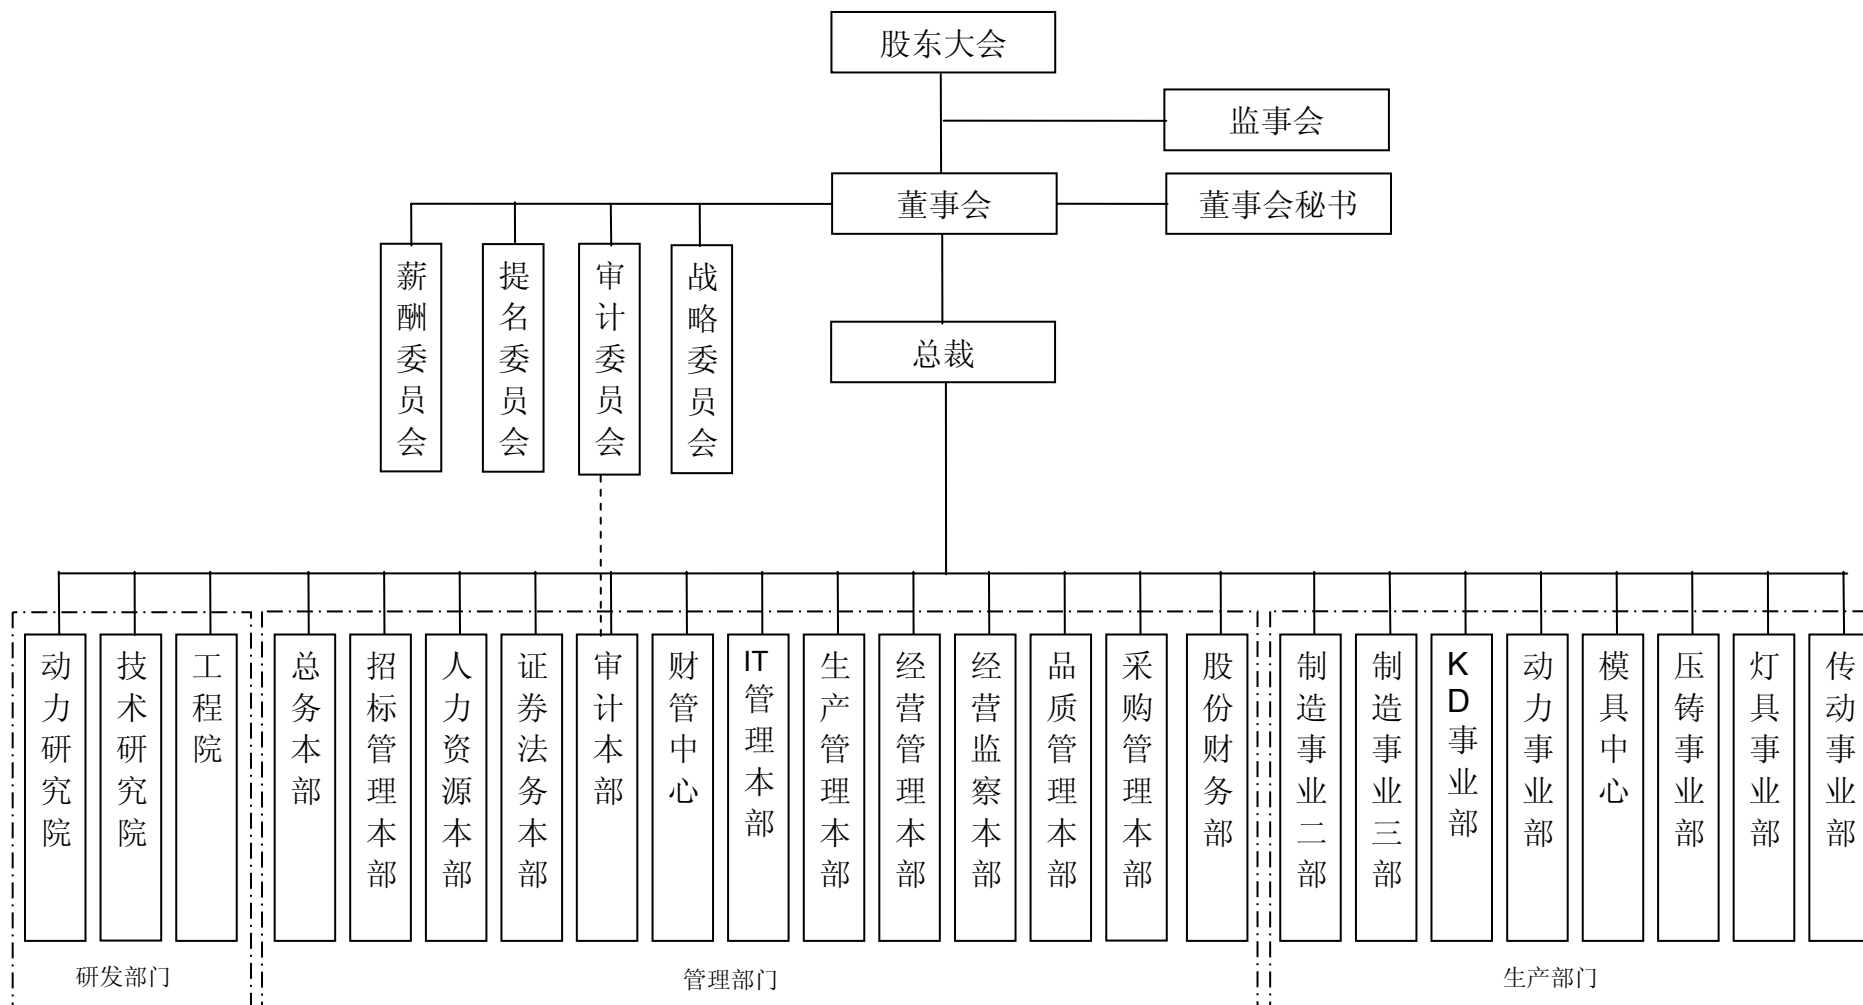 股东大会
监事会
董事会
董事会秘书
薪酬委员会
提名委员会
审计委员会
战略委员会
总裁
动力研究院
技术研究院
工程院
总务本部
招标管理本部
人力资源本部
证券法务本部
审计本部
财管中心
IT管理本部
生产管理本部
经营管理本部
经营监察本部
品质管理本部
采购管理本部
股份财务部
制造事业二部
制造事业三部
KD事业部
动力事业部
模具中心
压铸事业部
灯具事业部
传动事业部
研发部门
管理部门
生产部门